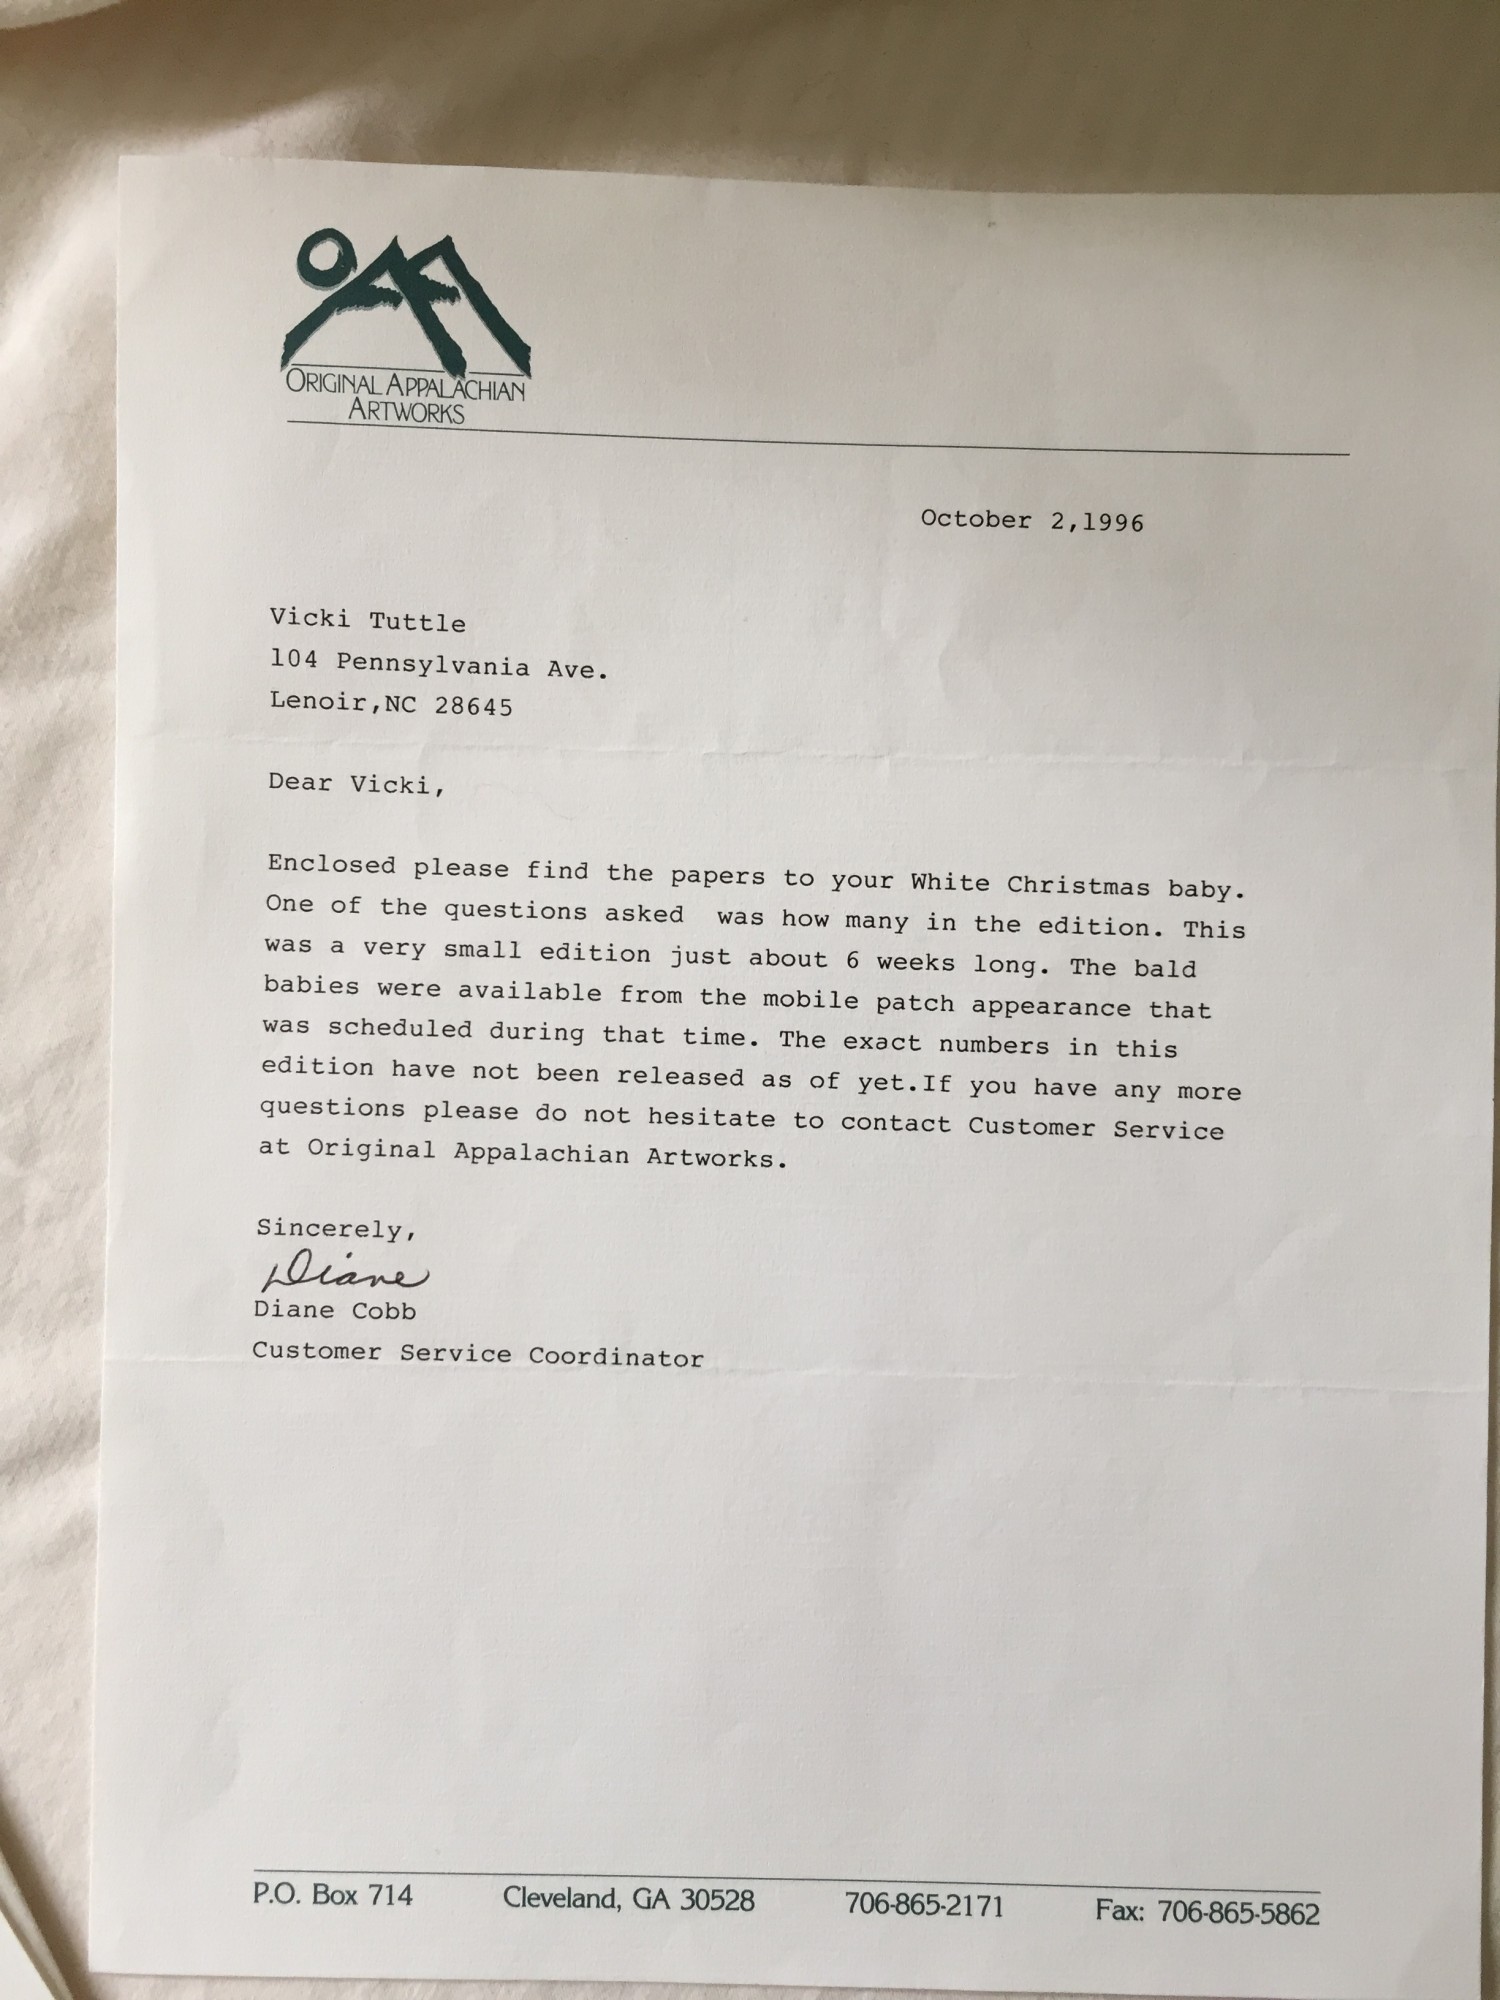 OAA
ORIGINAL APPALACHIAN
ARTWORKS
October 2,1996
Vicki Tuttle
104 Pennsylvania Ave.
Lenoir,NC 28645
Dear Vicki,
Enclosed please find the papers to your White Christmas baby.
One of the questions asked  was how many in the edition. This
was a very small edition just about 6 weeks long. The bald
babies were available from the mobile patch appearance that
was scheduled during that time. The exact numbers in this
edition have not been released as of yet.If you have any more
questions please do not hesitate to contact Customer Service
at Original Appalachian Artworks.
Sincerely,
Diane
Diane Cobb
Customer Service Coordinator
P.O. Box 714 Cleveland, GA 30528 706-865-2171 Fax: 706-865-5862